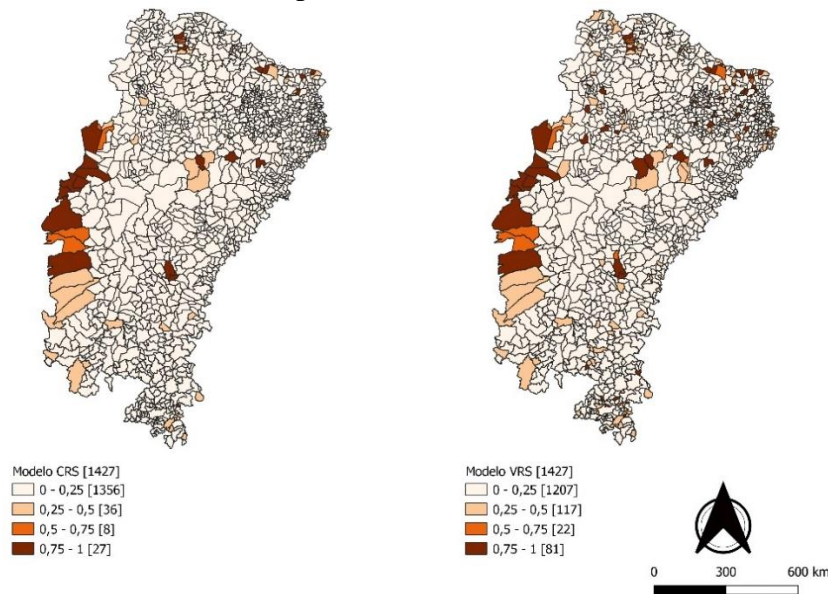 Modelo CRS [1427]
0 - 0,25 [1356]
0,25 - 0,5 [36]
0,5 - 0,75 [8]
0,75 - 1 [27]
Modelo VRS [1427]
0 - 0,25 [1207]
0,25 - 0,5 [117]
0,5 - 0,75 [22]
0,75 - 1 [81]
0 300 600 km